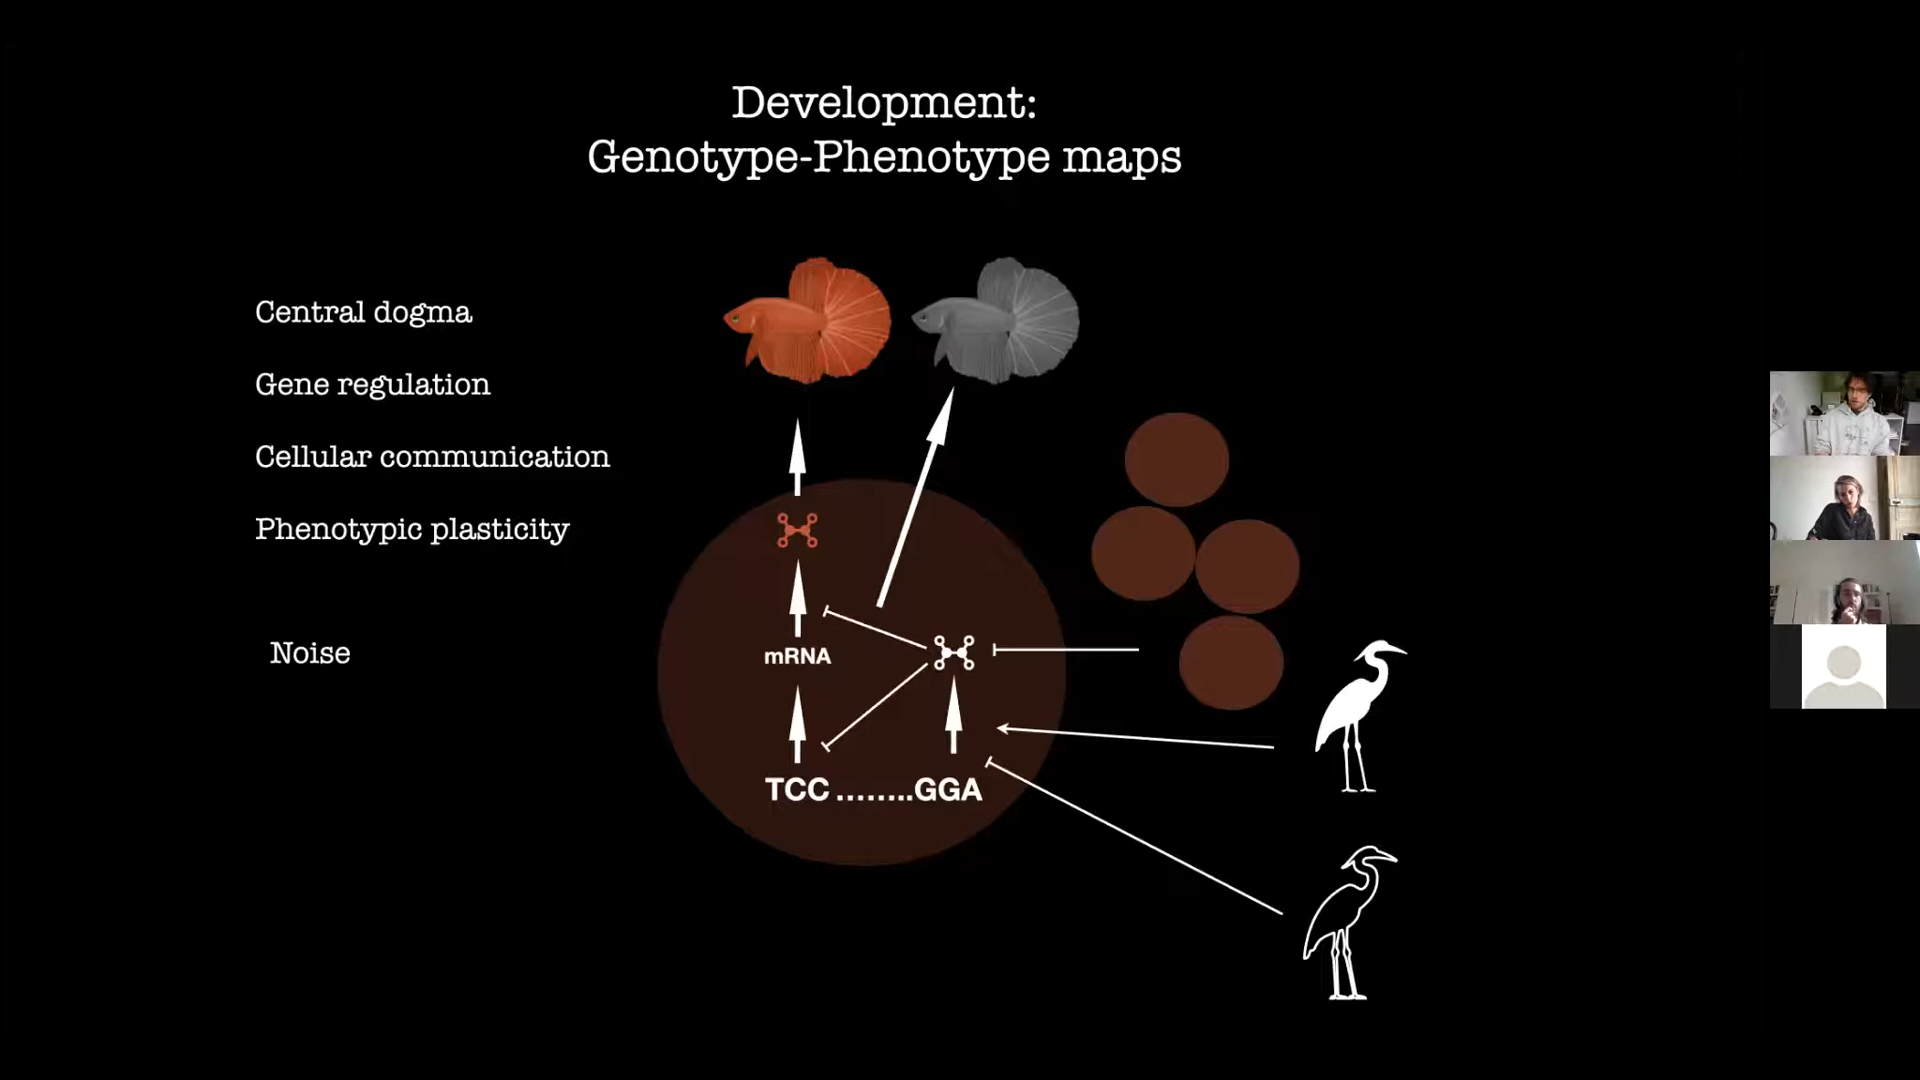 Development:
Genotype-Phenotype maps
Central dogma
Gene regulation
Cellular communication
Phenotypic plasticity
Noise
mRNA
TCC ........GGA